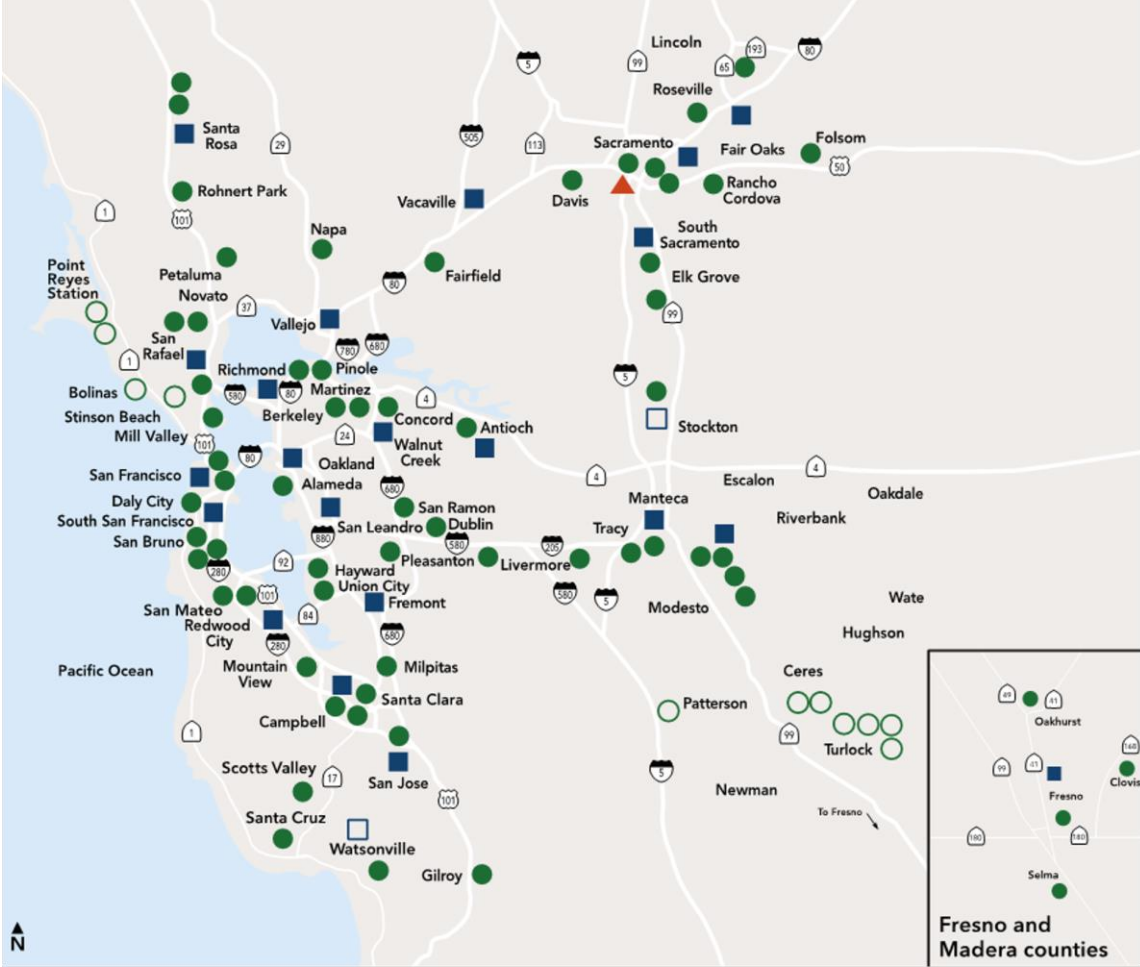 Lincoln
193
80
5
99
65
Roseville
Santa
Rosa
29
505
113
Sacramento
Fair Oaks
Folsom
50
Rohnert Park
Vacaville
Davis
Rancho
Cordova
1
101
Napa
South
Sacramento
Point
Reyes
Station
Petaluma
Fairfield
Elk Grove
80
Novato
37
99
Vallejo
San
Rafael
780
680
1
Richmond
Pinole
5
Bolinas
580
80
Martinez
4
Stinson Beach
Berkeley
Concord
Antioch
Stockton
Mill Valley
101
24
Walnut
Creek
80
Oakland
San Francisco
Alameda
680
4
4
Escalon
Oakdale
Daly City
Manteca
South San Francisco
San Ramon
San Leandro
Dublin
Tracy
Riverbank
San Bruno
880
580
205
280
92
Pleasanton
Livermore
Hayward
Union City
580
5
101
Fremont
Modesto
Wate
San Mateo
84
Redwood
City
280
680
Hughson
Pacific Ocean
Mountain
View
Milpitas
Ceres
Santa Clara
Patterson
Campbell
1
99
Turlock
Scotts Valley
17
San Jose
5
101
Newman
Santa Cruz
To Fresno
Watsonville
Gilroy
N
49
41
Oakhurst
168
99
41
Clovis
Fresno
180
180
Selma
Fresno and
Madera counties